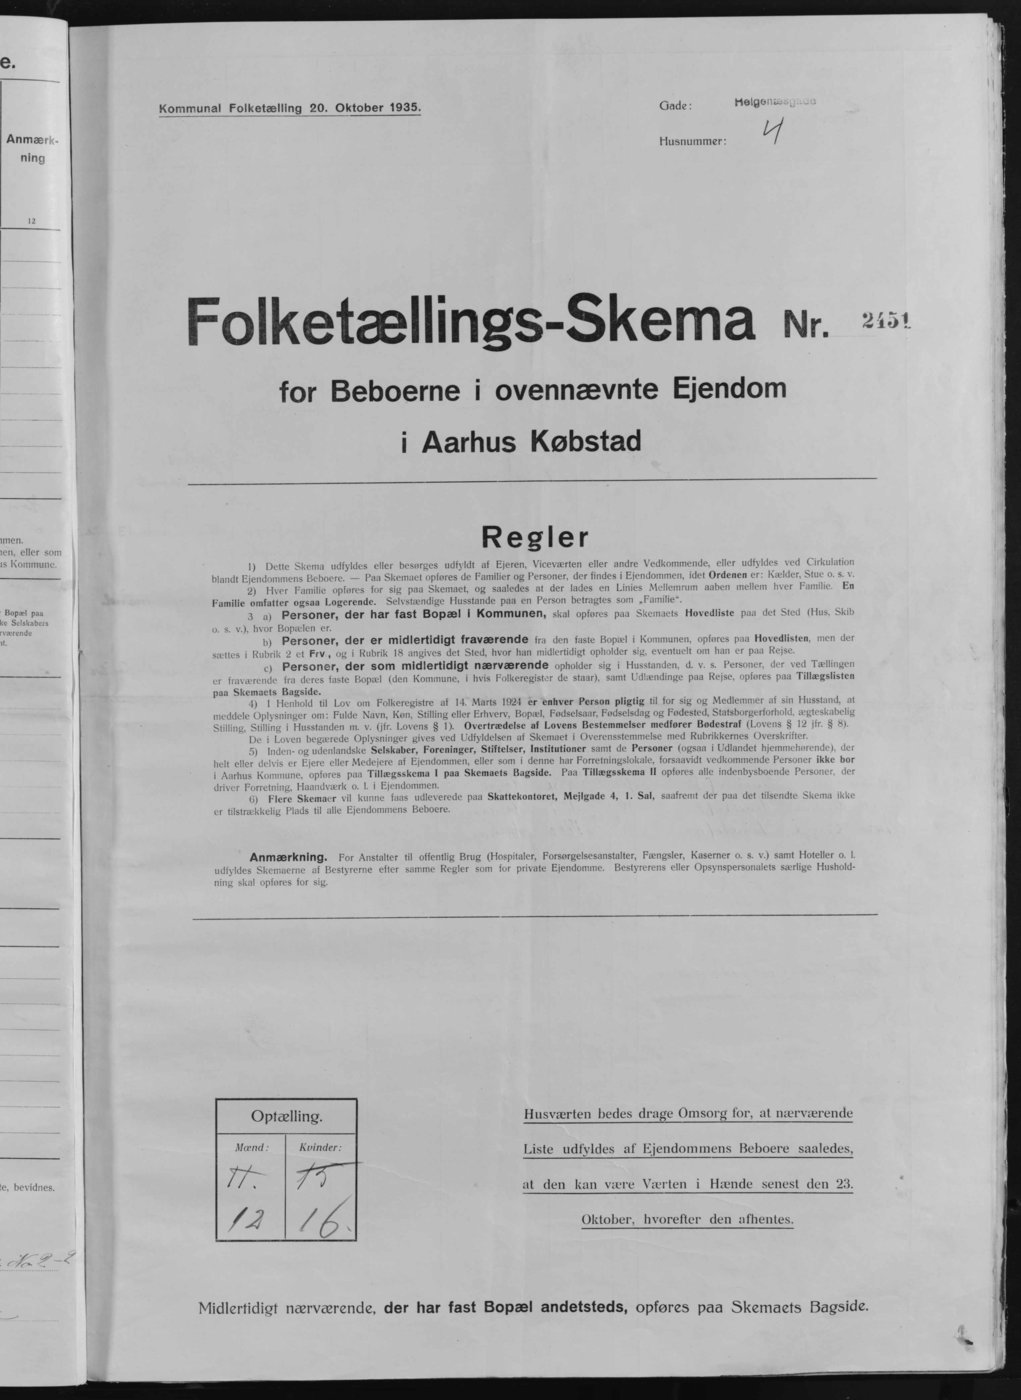 e.
Anmærk-
ning
12
mmen.
nen, eller som
us Kommune.
r Bopæl paa
ke Selskabers
rværende
nt.
te, bevidnes.
No 2-2
Kommunal Folketælling 20. Oktober 1935.
Gade: Helgenæsgade
Husnummer: 4
Folketællings-Skema Nr. 2451
for Beboerne i ovennævnte Ejendom
i Aarhus Købstad
Regler
1) Dette Skema udfyldes eller besørges udfyldt af Ejeren, Viceværten eller andre Vedkommende, eller udfyldes ved Cirkulation
blandt Ejendommens Beboere. — Paa Skemaet opføres de Familier og Personer, der findes i Ejendommen, idet Ordenen er: Kælder, Stue o. s. v.
2) Hver Familie opføres for sig paa Skemaet, og saaledes at der lades en Linies Mellemrum aaben mellem hver Familie. En
Familie omfatter ogsaa Logerende. Selvstændige Husstande paa en Person betragtes som „Familie“.
3 a) Personer, der har fast Bopæl i Kommunen, skal opføres paa Skemaets Hovedliste paa det Sted (Hus, Skib
o. s. v.), hvor Bopælen er.
b) Personer, der er midlertidigt fraværende fra den faste Bopæl i Kommunen, opføres paa Hovedlisten, men der
sættes i Rubrik 2 et Frv., og i Rubrik 18 angives det Sted, hvor han midlertidigt opholder sig, eventuelt om han er paa Rejse.
c) Personer, der som midlertidigt nærværende opholder sig i Husstanden, d. v. s. Personer, der ved Tællingen
er fraværende fra deres faste Bopæl (den Kommune, i hvis Folkeregister de staar), samt Udlændinge paa Rejse, opføres paa Tillægslisten
paa Skemaets Bagside.
4) I Henhold til Lov om Folkeregistre af 14. Marts 1924 er enhver Person pligtig til for sig og Medlemmer af sin Husstand, at
meddele Oplysninger om: Fulde Navn, Køn, Stilling eller Erhverv, Bopæl, Fødselsaar, Fødselsdag og Fødested, Statsborgerforhold, ægteskabelig
Stilling, Stilling i Husstanden m. v. (jfr. Lovens § 1). Overtrædelse af Lovens Bestemmelser medfører Bødestraf (Lovens § 12 jfr. § 8).
De i Loven begærede Oplysninger gives ved Udfyldelsen af Skemaet i Overensstemmelse med Rubrikkernes Overskrifter.
5) Inden- og udenlandske Selskaber, Foreninger, Stiftelser, Institutioner samt de Personer (ogsaa i Udlandet hjemmehørende), der
helt eller delvis er Ejere eller Medejere af Ejendommen, eller som i denne har Forretningslokale, forsaavidt vedkommende Personer ikke bor
i Aarhus Kommune, opføres paa Tillægsskema I paa Skemaets Bagside. Paa Tillægsskema II opføres alle indenbysboende Personer, der
driver Forretning, Haandværk o. l. i Ejendommen.
6) Flere Skemaer vil kunne faas udleverede paa Skattekontoret, Mejlgade 4, 1. Sal, saafremt der paa det tilsendte Skema ikke
er tilstrækkelig Plads til alle Ejendommens Beboere.
Anmærkning. For Anstalter til offentlig Brug (Hospitaler, Forsørgelsesanstalter, Fængsler, Kaserner o. s. v.) samt Hoteller o. l.
udfyldes Skemaerne af Bestyrerne efter samme Regler som for private Ejendomme. Bestyrerens eller Opsynspersonalets særlige Hushold-
ning skal opføres for sig.
Optælling.
Mænd: Kvinder:
11. 15
12 16.
Husværten bedes drage Omsorg for, at nærværende
Liste udfyldes af Ejendommens Beboere saaledes,
at den kan være Værten i Hænde senest den 23.
Oktober, hvorefter den afhentes.
Midlertidigt nærværende, der har fast Bopæl andetsteds, opføres paa Skemaets Bagside.